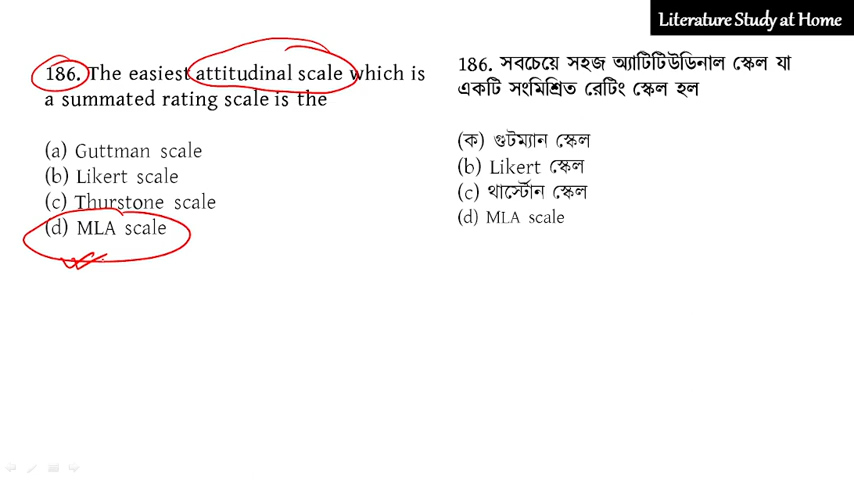 Literature Study at Home
186. The easiest attitudinal scale which is
a summated rating scale is the
(a) Guttman scale
(b) Likert scale
(c) Thurstone scale
(d) MLA scale
186. সবচেয়ে সহজ অ্যাটিটিউডিনাল স্কেল যা
একটি সংমিশ্রিত রেটিং স্কেল হল
(ক) গুটম্যান স্কেল
(b) Likert স্কেল
(c) থার্স্টোন স্কেল
(d) MLA scale